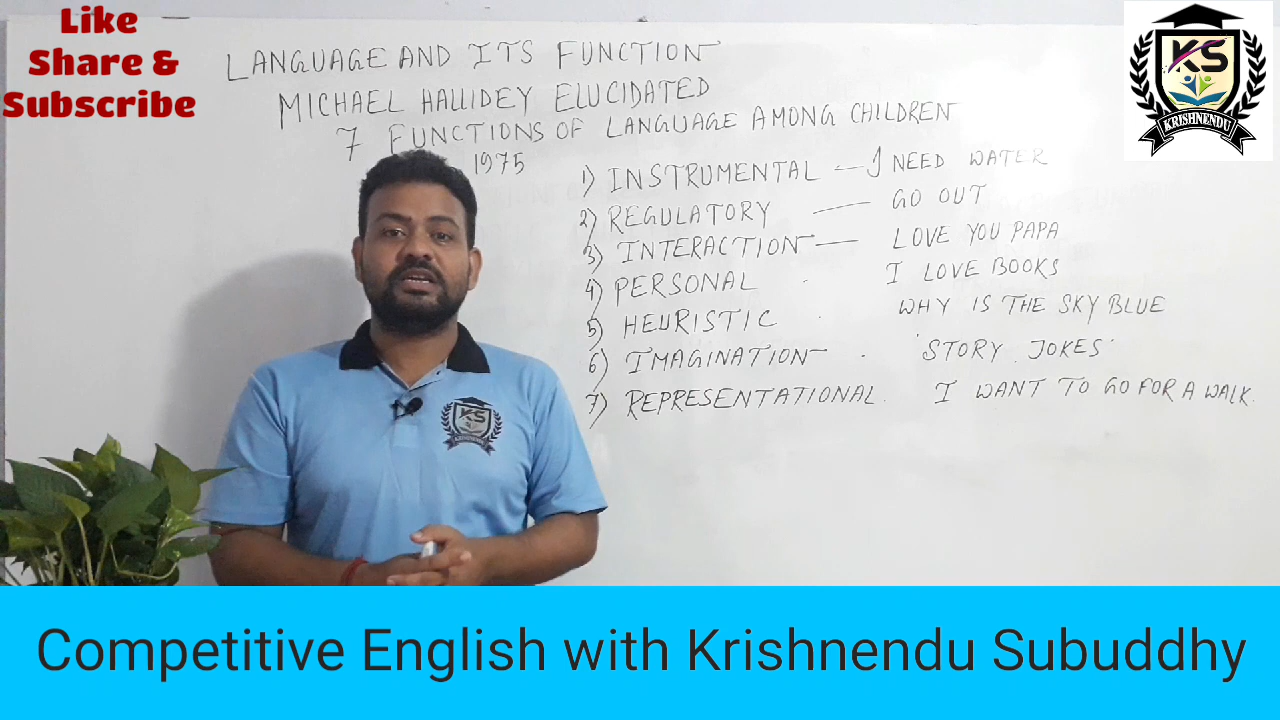 Like
Share &
Subscribe
LANGUAGE AND ITS FUNCTION
MICHAEL HALLIDEY ELUCIDATED
7 FUNCTIONS OF LANGUAGE AMONG CHILDREN
1975
1) INSTRUMENTAL — I NEED WATER
2) REGULATORY — GO OUT
3) INTERACTION — LOVE YOU PAPA
4) PERSONAL . I LOVE BOOKS
5) HEURISTIC . WHY IS THE SKY BLUE
6) IMAGINATION . 'STORY JOKES'
7) REPRESENTATIONAL. I WANT TO GO FOR A WALK.
KS
KRISHNENDU
KS
KRISHNENDU
Competitive English with Krishnendu Subuddhy